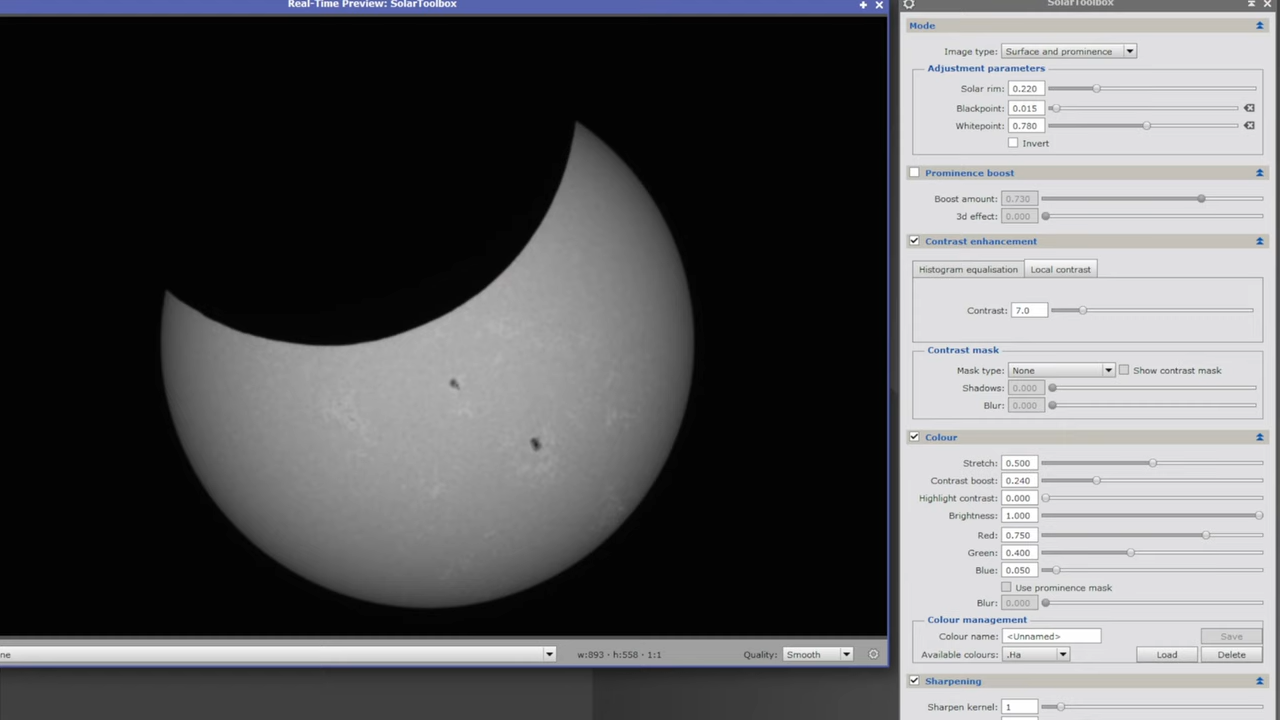 Real-Time Preview: SolarToolbox
SolarToolbox
Mode
Image type: Surface and prominence
Adjustment parameters
Solar rim: 0.220
Blackpoint: 0.015
Whitepoint: 0.780
Invert
Prominence boost
Boost amount: 0.730
3d effect: 0.000
Contrast enhancement
Histogram equalisation Local contrast
Contrast: 7.0
Contrast mask
Mask type: None Show contrast mask
Shadows: 0.000
Blur: 0.000
Colour
Stretch: 0.500
Contrast boost: 0.240
Highlight contrast: 0.000
Brightness: 1.000
Red: 0.750
Green: 0.400
Blue: 0.050
Use prominence mask
Blur: 0.000
Colour management
Colour name: <Unnamed> Save
Available colours: .Ha Load Delete
Sharpening
Sharpen kernel: 1
ne w:893 · h:558 · 1:1 Quality: Smooth